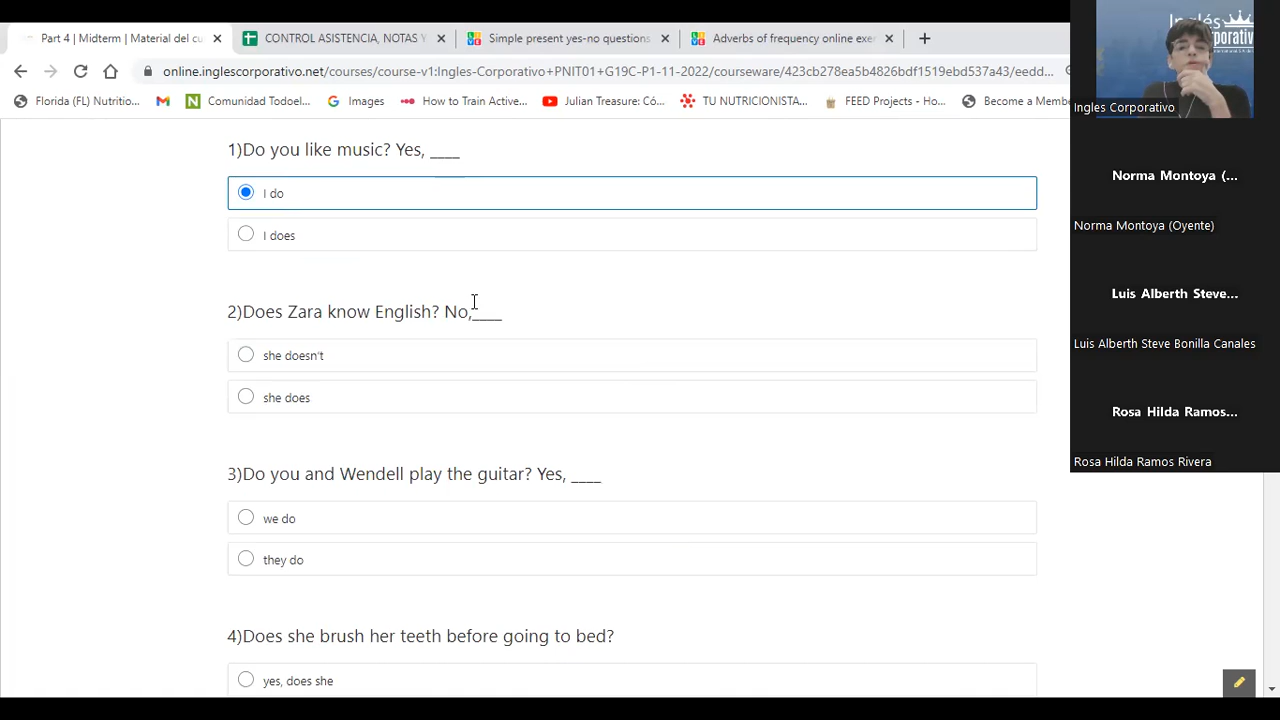 Part 4 | Midterm | Material del cu
CONTROL ASISTENCIA, NOTAS Y
Simple present yes-no questions
Adverbs of frequency online exer
online.inglescorporativo.net/course/course-v1:Ingles-Corporativo+PNIT01+G19C-P1-11-2022/courseware/423cb278ea5b4826bdf1519ebd537a43/eedd...
Florida (FL) Nutritio...
Comunidad Todoel...
Images
How to Train Active...
Julian Treasure: Có...
TU NUTRICIONISTA...
FEED Projects - Ho...
Become a Membe
1)Do you like music? Yes, ____
I do
I does
2)Does Zara know English? No,____
she doesn't
she does
3)Do you and Wendell play the guitar? Yes, ____
we do
they do
4)Does she brush her teeth before going to bed?
yes, does she
Inglés
Ingles Corporativo
Norma Montoya (...
Norma Montoya (Oyente)
Luis Alberth Steve...
Luis Alberth Steve Bonilla Canales
Rosa Hilda Ramos...
Rosa Hilda Ramos Rivera